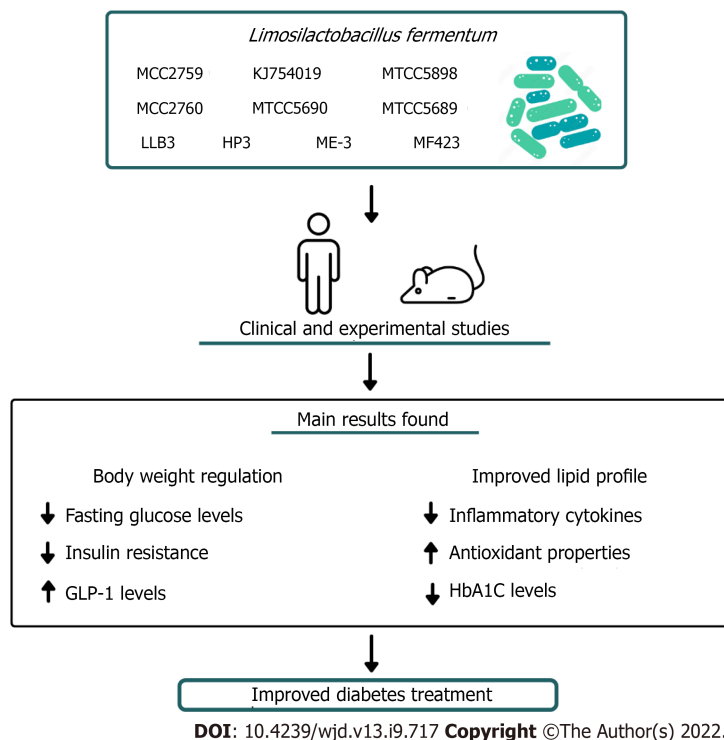 Limosilactobacillus fermentum
MCC2759 KJ754019 MTCC5898
MCC2760 MTCC5690 MTCC5689
LLB3 HP3 ME-3 MF423
Clinical and experimental studies
Main results found
Body weight regulation
↓ Fasting glucose levels
↓ Insulin resistance
↑ GLP-1 levels
Improved lipid profile
↓ Inflammatory cytokines
↑ Antioxidant properties
↓ HbA1C levels
Improved diabetes treatment
DOI: 10.4239/wjd.v13.i9.717 Copyright ©The Author(s) 2022.